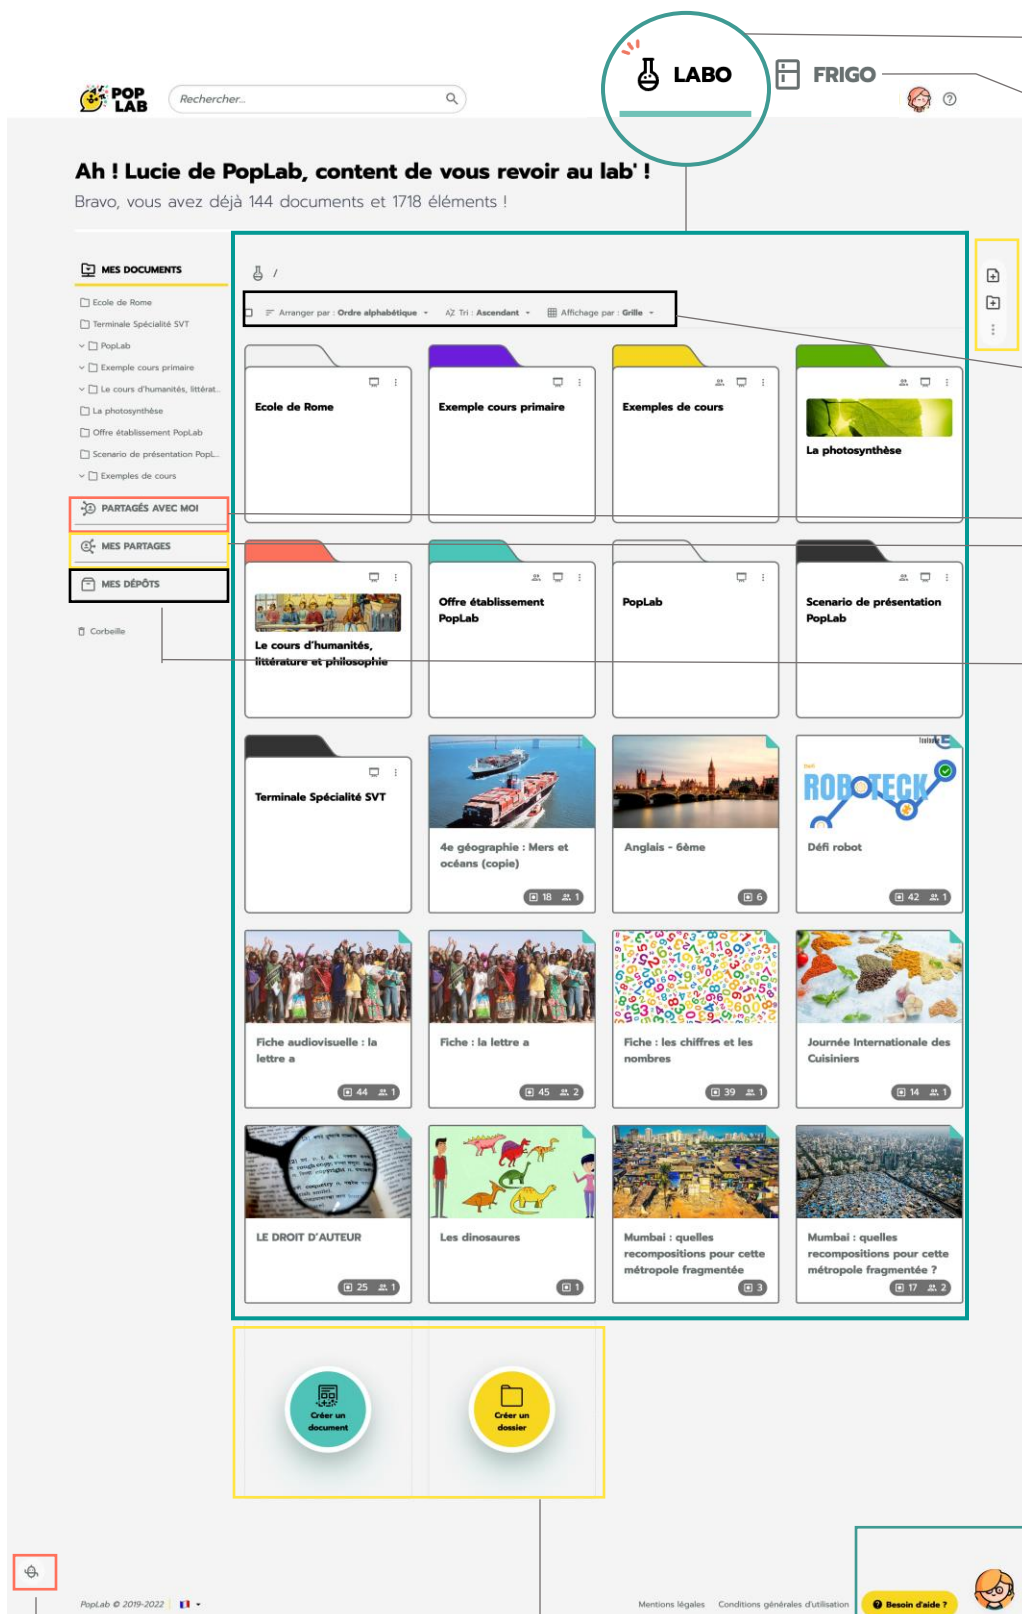 LABO
FRIGO
POP
LAB
Rechercher...
Ah ! Lucie de PopLab, content de vous revoir au lab' !
Bravo, vous avez déjà 144 documents et 1718 éléments !
MES DOCUMENTS
Ecole de Rome
Terminale Spécialité SVT
PopLab
Exemple cours primaire
Le cours d'humanités, littérat...
La photosynthèse
Offre établissement PopLab
Scenario de présentation PopL...
Exemples de cours
PARTAGÉS AVEC MOI
MES PARTAGES
MES DÉPÔTS
Corbeille
/
Arranger par : Ordre alphabétique
AZ Tri : Ascendant
Affichage par : Grille
Ecole de Rome
Exemple cours primaire
Exemples de cours
La photosynthèse
Le cours d'humanités,
littérature et philosophie
Offre établissement
PopLab
PopLab
Scenario de présentation
PopLab
Terminale Spécialité SVT
4e géographie : Mers et
océans (copie)
18 1
Anglais - 6ème
6
Défi
ROBOTECK
Défi robot
42 1
Fiche audiovisuelle : la
lettre a
44 1
Fiche : la lettre a
45 2
Fiche : les chiffres et les
nombres
39 1
Journée Internationale des
Cuisiniers
14 1
LE DROIT D'AUTEUR
25 1
Les dinosaures
1
Mumbai : quelles
recompositions pour cette
métropole fragmentée
3
Mumbai : quelles
recompositions pour cette
métropole fragmentée ?
17 2
Créer un
document
Créer un
dossier
PopLab © 2019-2022
Mentions légales
Conditions générales d'utilisation
Besoin d'aide ?